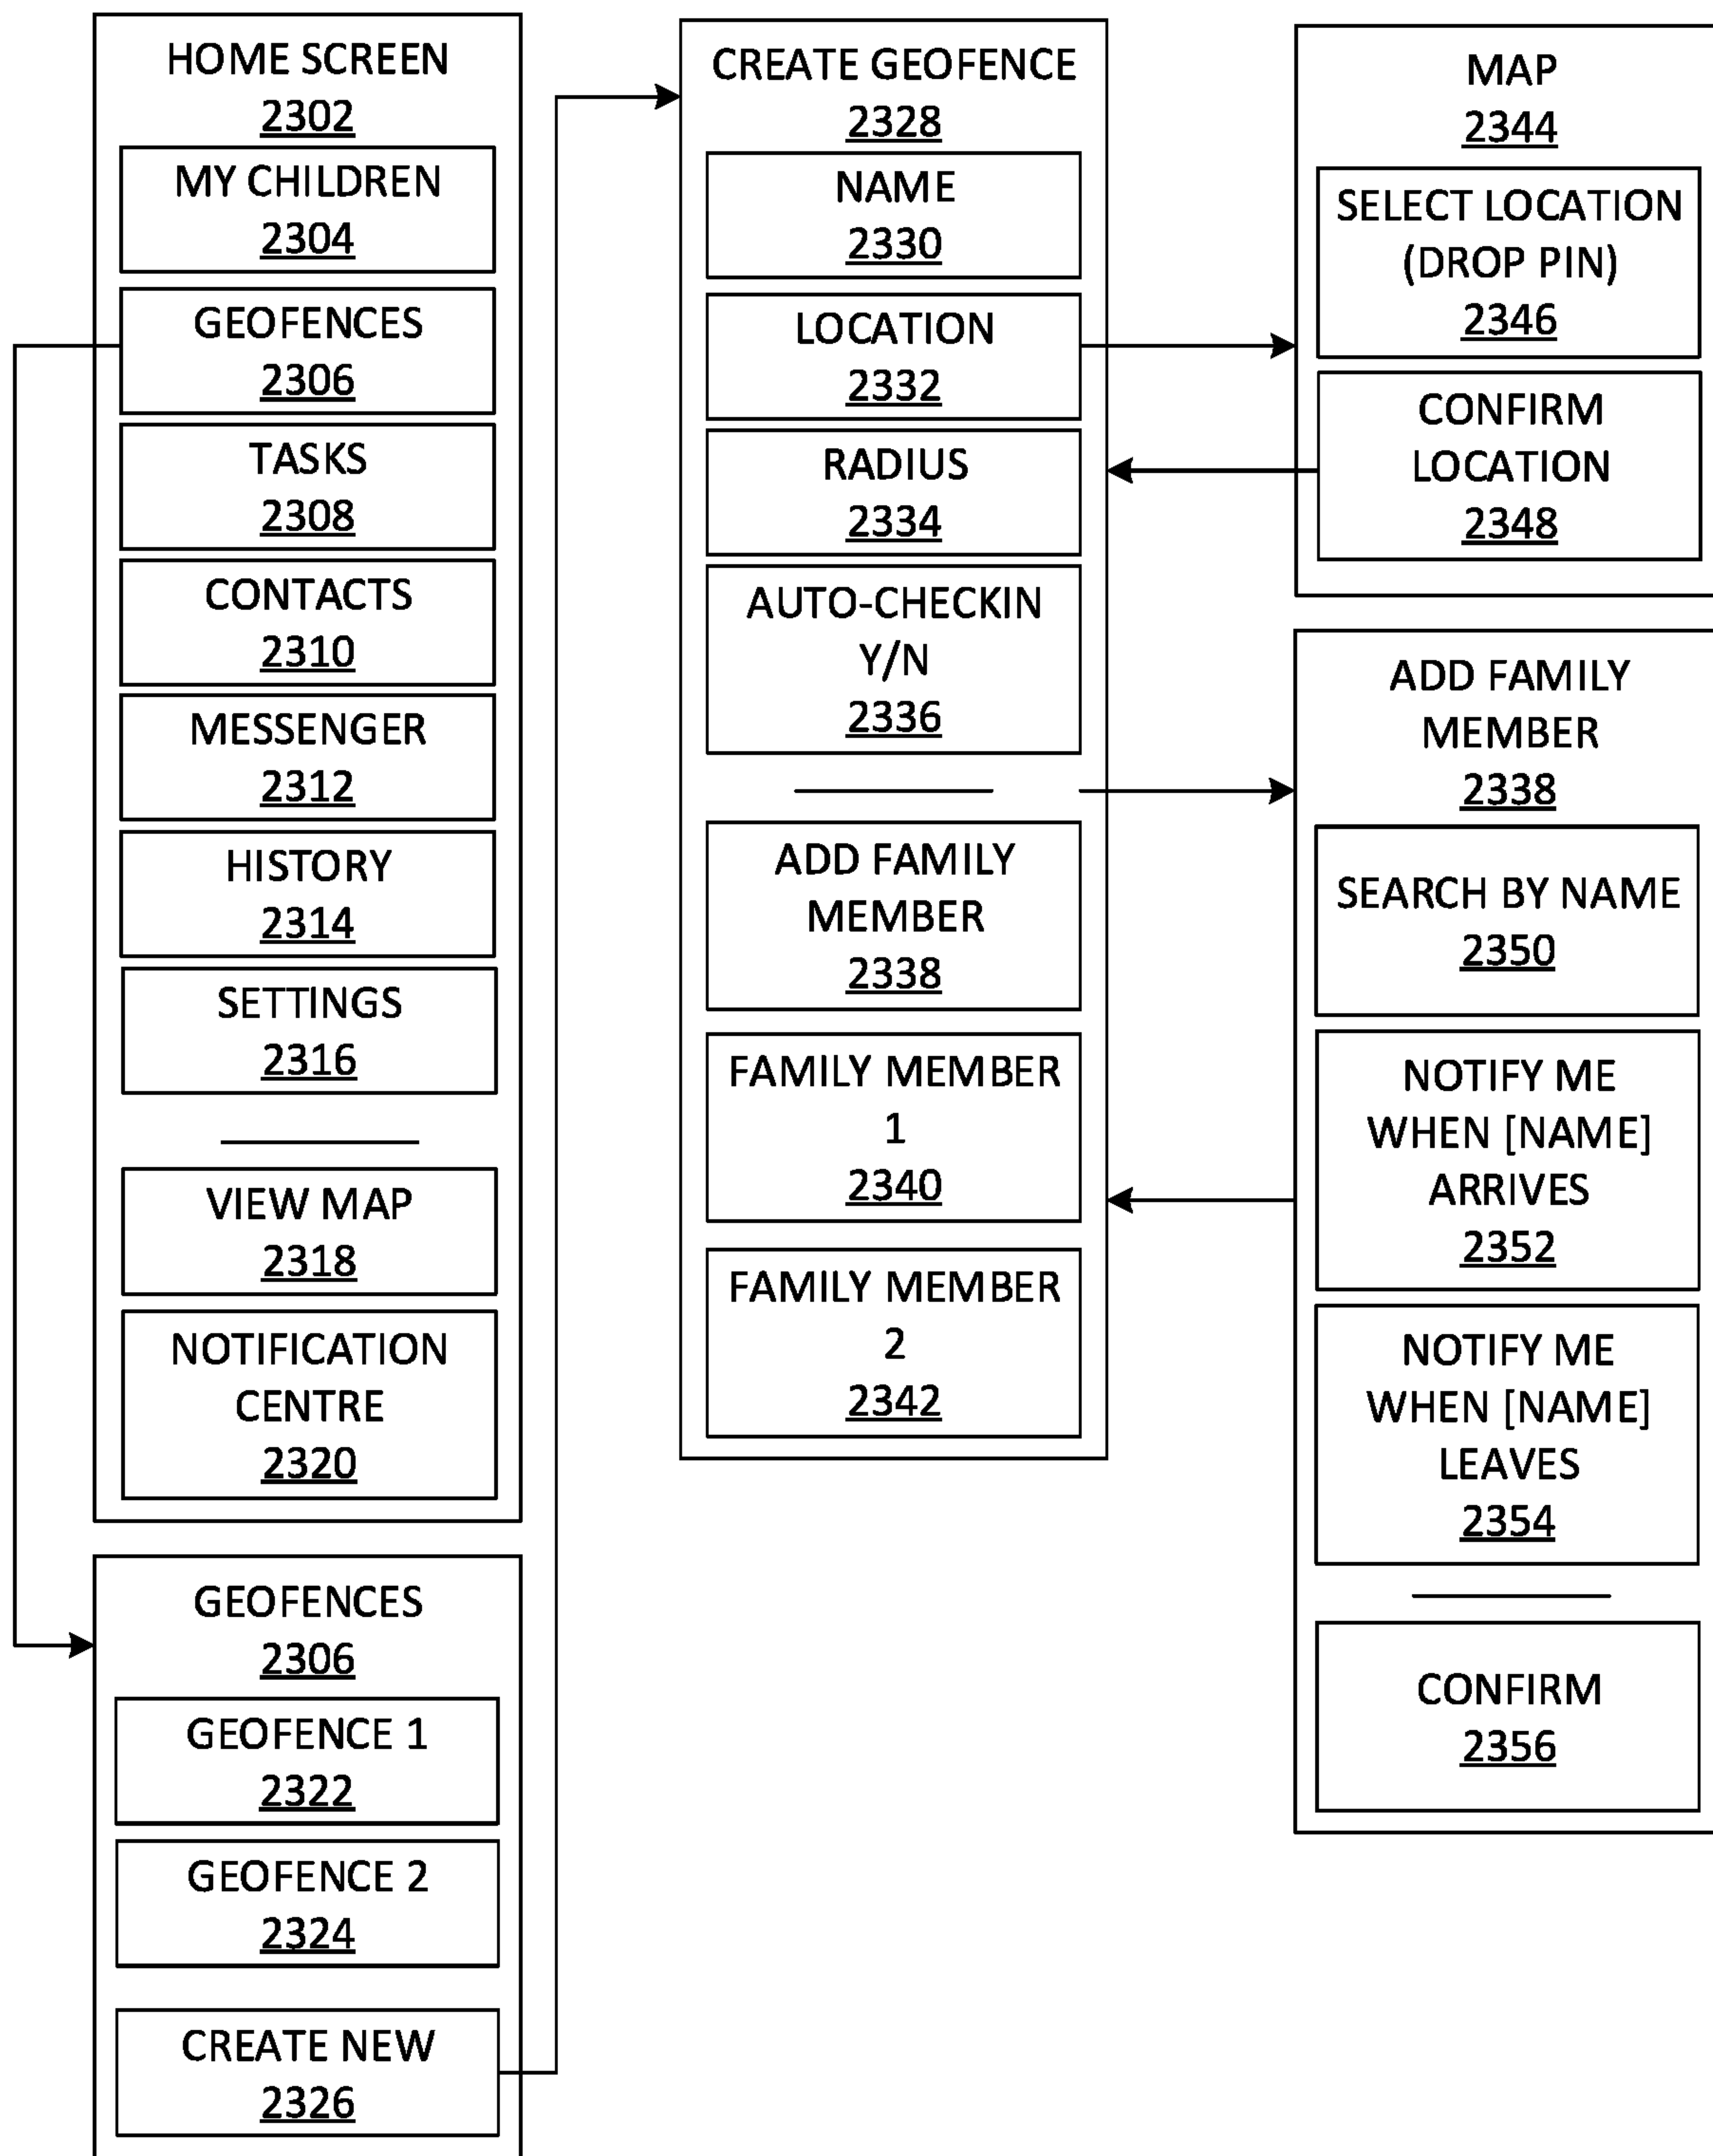 HOME SCREEN
2302
MY CHILDREN
2304
GEOFENCES
2306
TASKS
2308
CONTACTS
2310
MESSENGER
2312
HISTORY
2314
SETTINGS
2316
VIEW MAP
2318
NOTIFICATION
CENTRE
2320
GEOFENCES
2306
GEOFENCE 1
2322
GEOFENCE 2
2324
CREATE NEW
2326
CREATE GEOFENCE
2328
NAME
2330
LOCATION
2332
RADIUS
2334
AUTO-CHECKIN
Y/N
2336
ADD FAMILY
MEMBER
2338
FAMILY MEMBER
1
2340
FAMILY MEMBER
2
2342
MAP
2344
SELECT LOCATION
(DROP PIN)
2346
CONFIRM
LOCATION
2348
ADD FAMILY
MEMBER
2338
SEARCH BY NAME
2350
NOTIFY ME
WHEN [NAME]
ARRIVES
2352
NOTIFY ME
WHEN [NAME]
LEAVES
2354
CONFIRM
2356